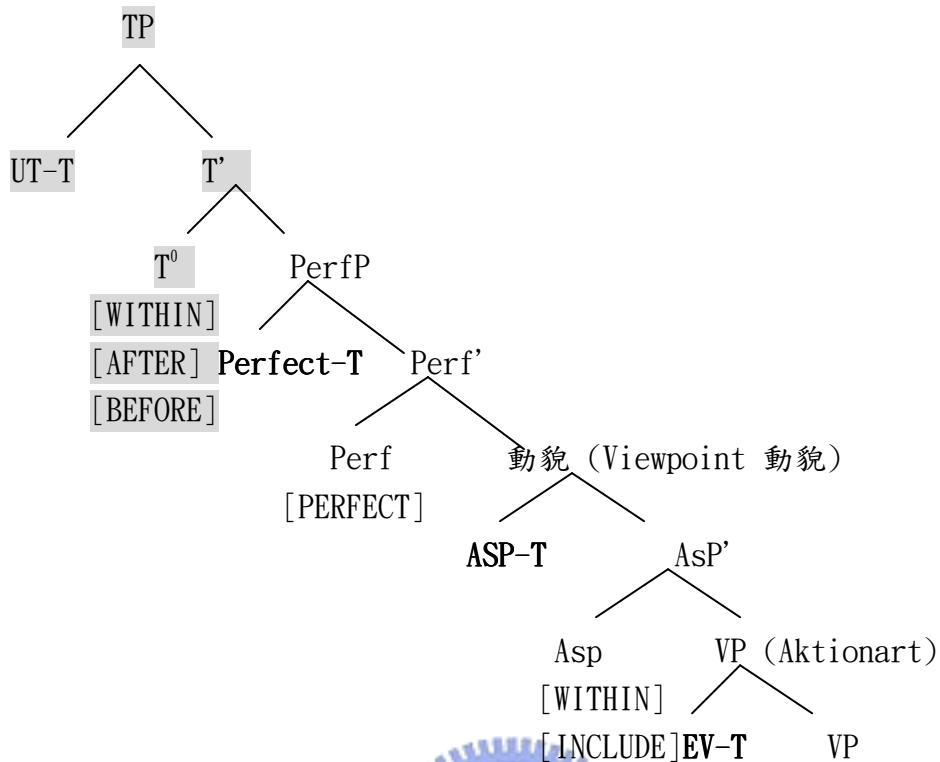 TP
UT-T T’
T⁰ PerfP
[WITHIN]
[AFTER] Perfect-T Perf’
[BEFORE]
Perf 動貌 (Viewpoint 動貌)
[PERFECT]
ASP-T AsP’
Asp VP (Aktionart)
[WITHIN]
[INCLUDE] EV-T VP